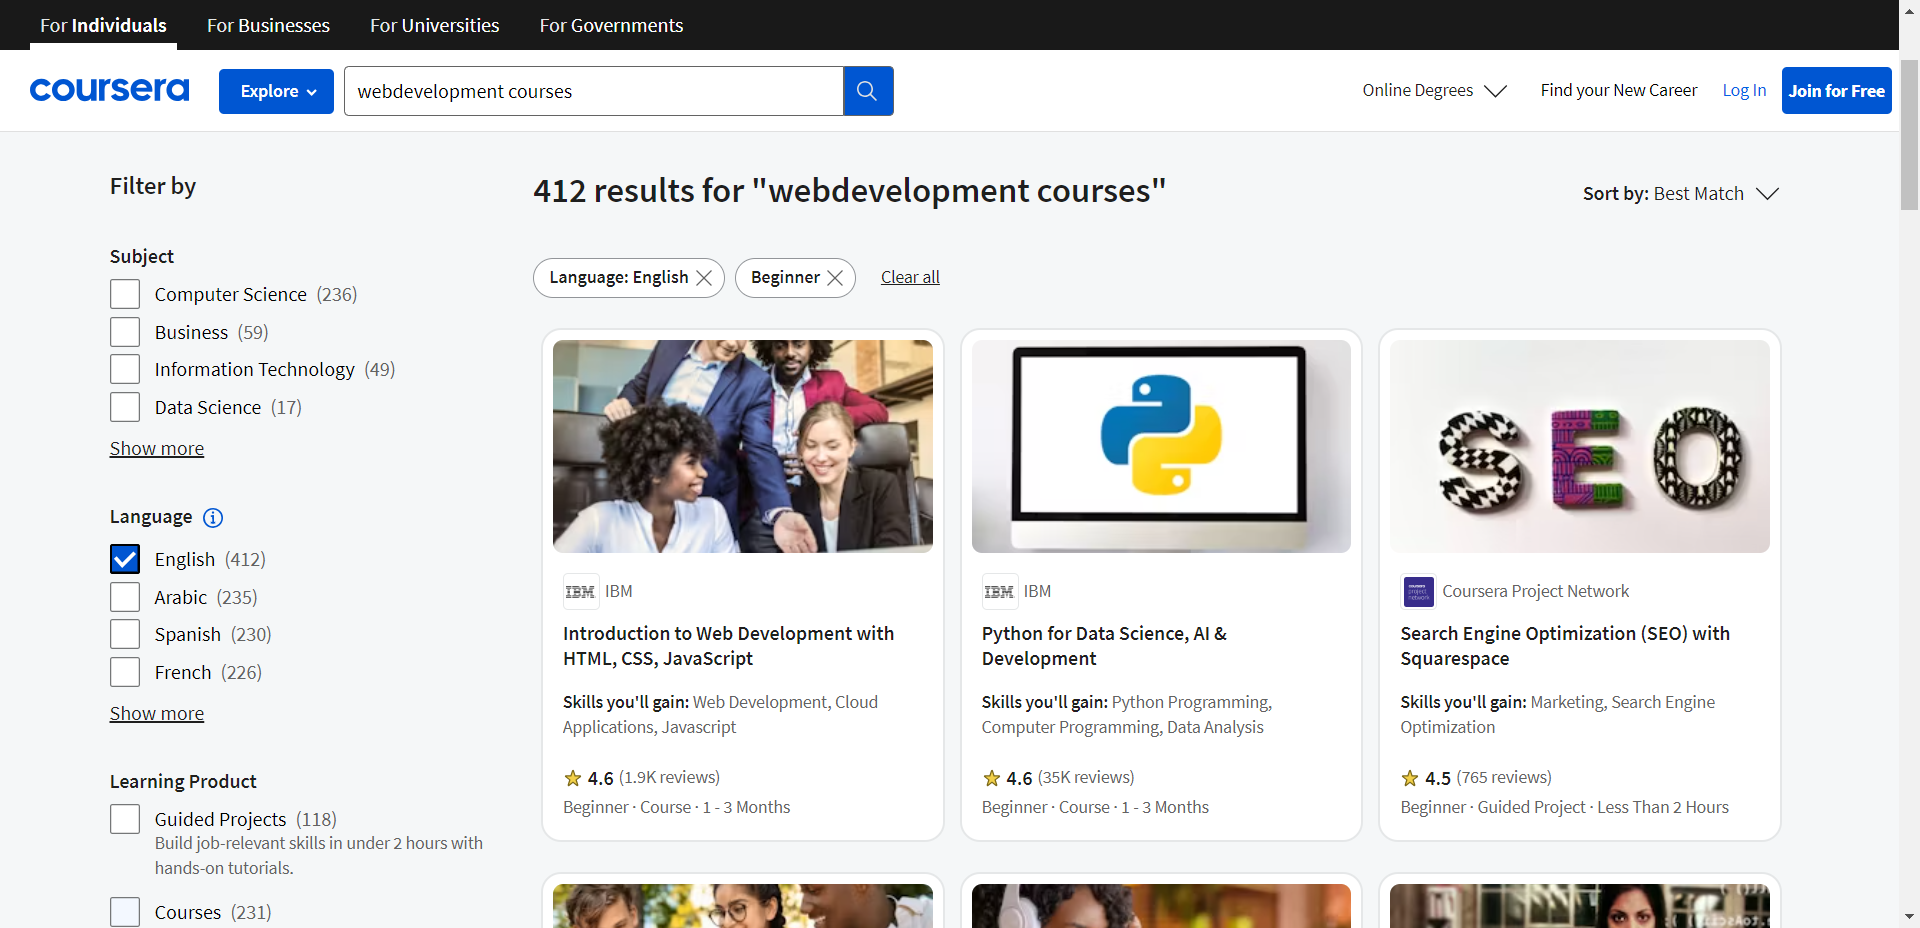 For Individuals
For Businesses
For Universities
For Governments
coursera
Explore
webdevelopment courses
Online Degrees
Find your New Career
Log In
Join for Free
Filter by
Subject
Computer Science (236)
Business (59)
Information Technology (49)
Data Science (17)
Show more
Language
English (412)
Arabic (235)
Spanish (230)
French (226)
Show more
Learning Product
Guided Projects (118)
Build job-relevant skills in under 2 hours with
hands-on tutorials.
Courses (231)
412 results for "webdevelopment courses"
Sort by: Best Match
Language: English
Beginner
Clear all
IBM IBM
Introduction to Web Development with
HTML, CSS, JavaScript
Skills you'll gain: Web Development, Cloud
Applications, Javascript
4.6 (1.9K reviews)
Beginner · Course · 1 - 3 Months
IBM IBM
Python for Data Science, AI &
Development
Skills you'll gain: Python Programming,
Computer Programming, Data Analysis
4.6 (35K reviews)
Beginner · Course · 1 - 3 Months
SEO
coursera
project
network
Coursera Project Network
Search Engine Optimization (SEO) with
Squarespace
Skills you'll gain: Marketing, Search Engine
Optimization
4.5 (765 reviews)
Beginner · Guided Project · Less Than 2 Hours